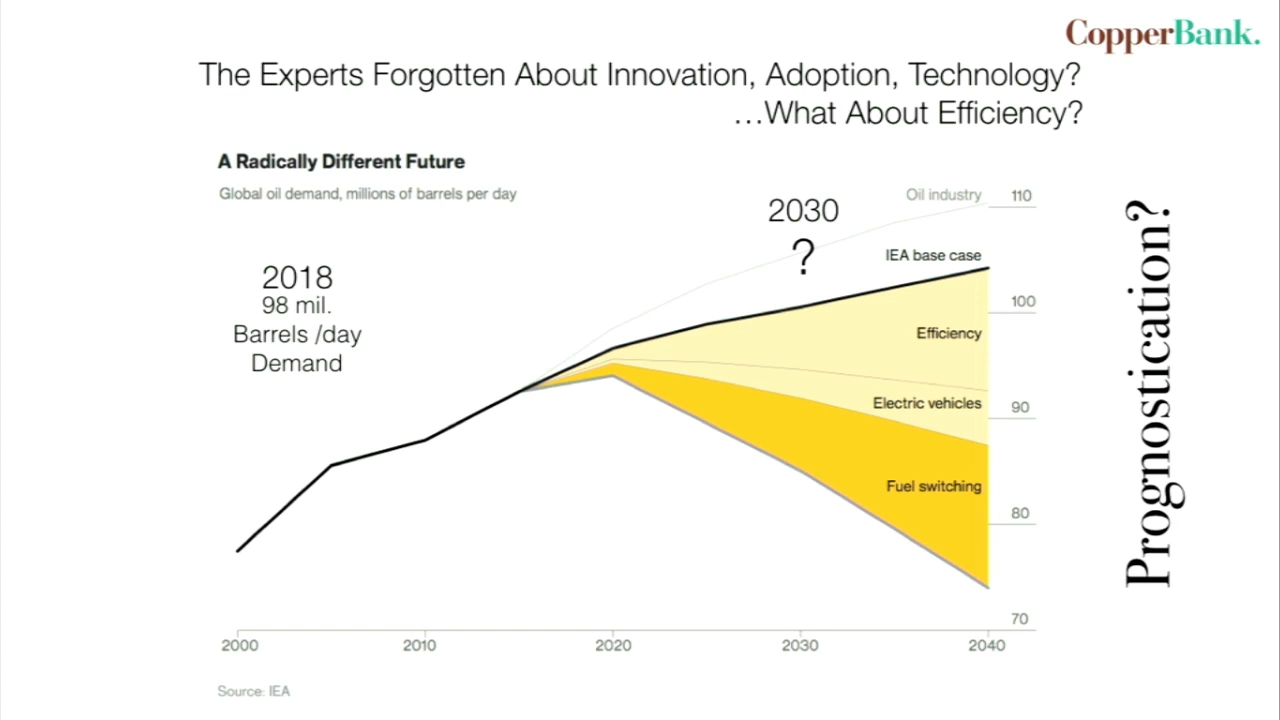 CopperBank.
The Experts Forgotten About Innovation, Adoption, Technology?
...What About Efficiency?
A Radically Different Future
Global oil demand, millions of barrels per day
2018
98 mil.
Barrels /day
Demand
2030
?
Oil industry
110
IEA base case
100
Efficiency
Electric vehicles
90
Fuel switching
80
70
2000
2010
2020
2030
2040
Source: IEA
Prognostication?